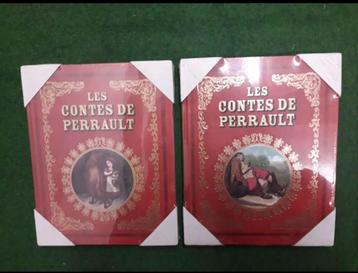 LES
CONTES DE
PERRAULT
LES
CONTES DE
PERRAULT